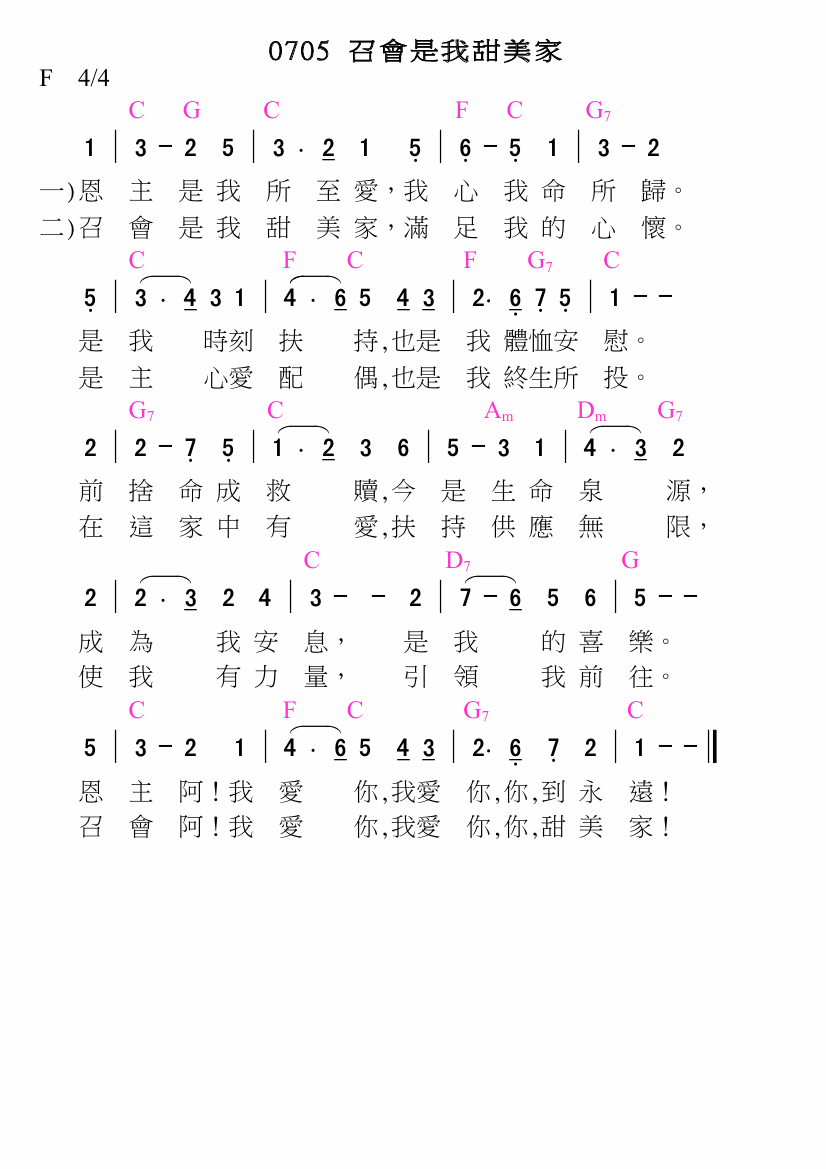 0705 召會是我甜美家
F 4/4
C G C F C G7
1 | 3 - 2 5 | 3 . 2 1 5 | 6 - 5 1 | 3 - 2
一)恩 主 是 我 所 至 愛，我 心 我 命 所 歸。
二)召 會 是 我 甜 美 家，滿 足 我 的 心 懷。
C F C F G7 C
5 | 3 . 4 3 1 | 4 . 6 5 4 3 | 2. 6 7 5 | 1 - -
是 我 時刻 扶 持,也是 我 體恤安 慰。
是 主 心愛 配 偶,也是 我 終生所 投。
G7 C Am Dm G7
2 | 2 - 7 5 | 1 . 2 3 6 | 5 - 3 1 | 4 . 3 2
前 捨 命 成 救 贖,今 是 生 命 泉 源，
在 這 家 中 有 愛,扶 持 供 應 無 限，
C D7 G
2 | 2 . 3 2 4 | 3 - - 2 | 7 - 6 5 6 | 5 - -
成 為 我 安 息， 是 我 的 喜 樂。
使 我 有 力 量， 引 領 我 前 往。
C F C G7 C
5 | 3 - 2 1 | 4 . 6 5 4 3 | 2. 6 7 2 | 1 - - ||
恩 主 阿！我 愛 你,我愛 你,你,到 永 遠！
召 會 阿！我 愛 你,我愛 你,你,甜 美 家！